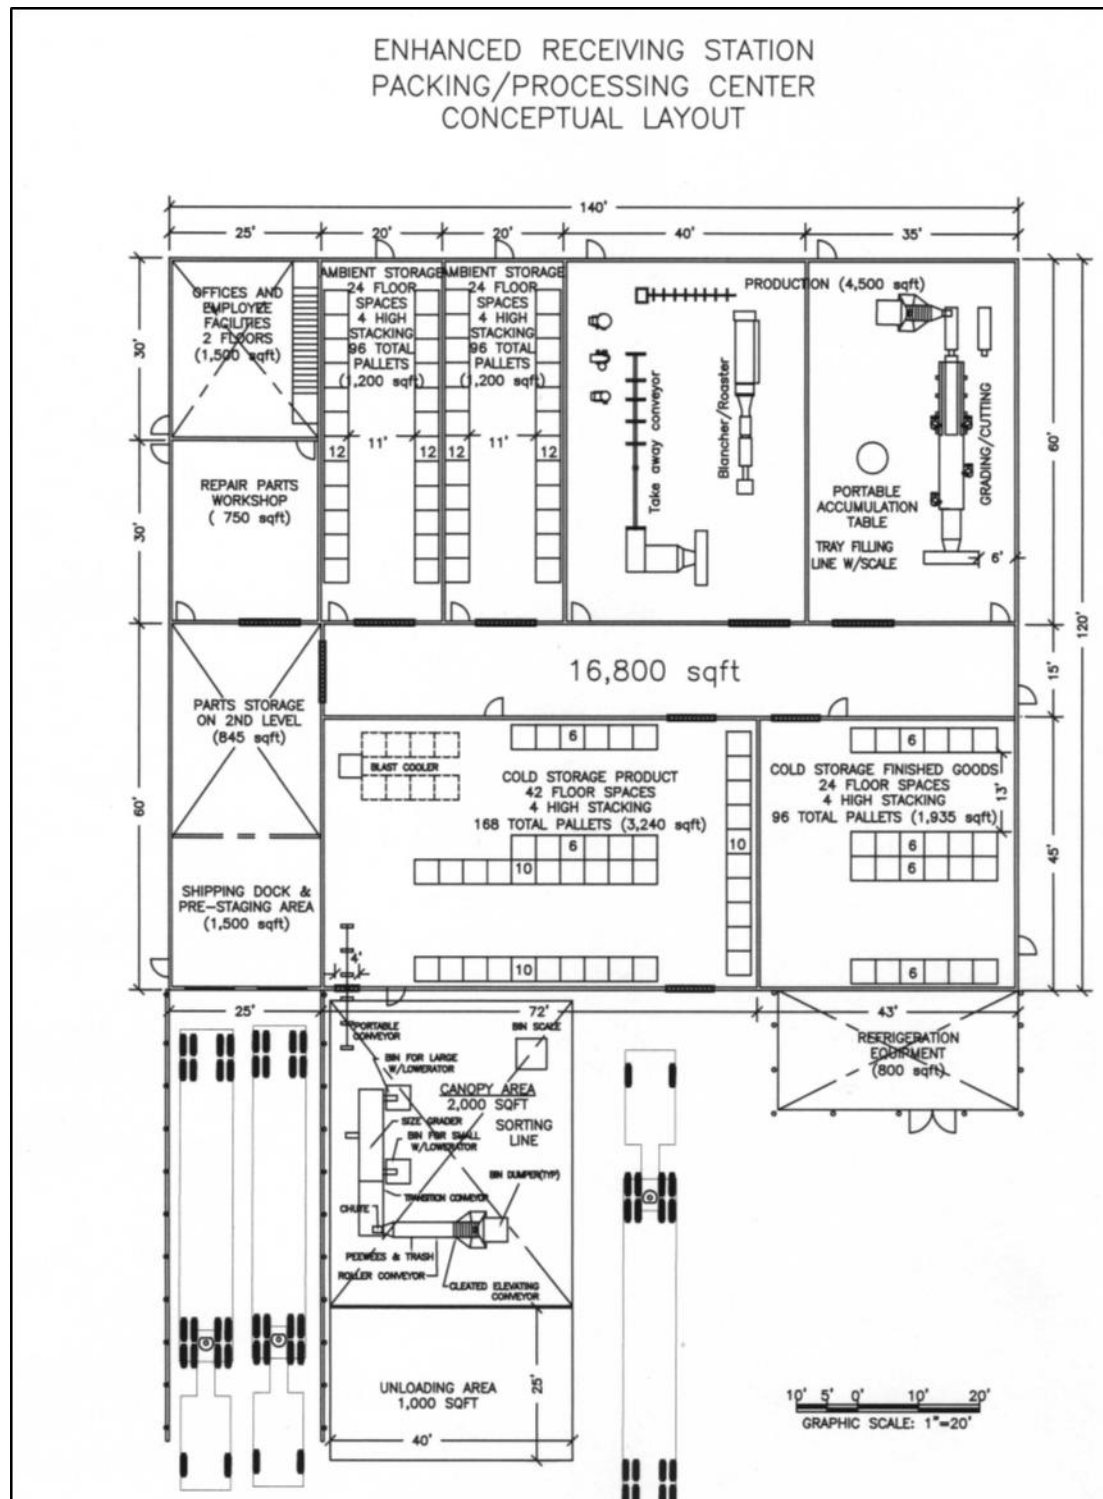 ENHANCED RECEIVING STATION
PACKING/PROCESSING CENTER
CONCEPTUAL LAYOUT
140'
25'
20'
20'
40'
35'
OFFICES AND
EMPLOYEE
FACILITIES
2 FLOORS
(1,500 sqft)
30'
AMBIENT STORAGE
24 FLOOR
SPACES
4 HIGH
STACKING
96 TOTAL
PALLETS
(1,200 sqft)
11'
12
12
AMBIENT STORAGE
24 FLOOR
SPACES
4 HIGH
STACKING
96 TOTAL
PALLETS
(1,200 sqft)
11'
12
12
PRODUCTION (4,500 sqft)
Take away conveyor
Blancher/Roaster
GRADING/CUTTING
PORTABLE
ACCUMULATION
TABLE
TRAY FILLING
LINE W/SCALE
6'
60'
120'
REPAIR PARTS
WORKSHOP
( 750 sqft)
30'
16,800 sqft
15'
PARTS STORAGE
ON 2ND LEVEL
(845 sqft)
60'
SHIPPING DOCK &
PRE-STAGING AREA
(1,500 sqft)
BLAST COOLER
6
COLD STORAGE PRODUCT
42 FLOOR SPACES
4 HIGH STACKING
168 TOTAL PALLETS (3,240 sqft)
6
10
10
10
4'
6
COLD STORAGE FINISHED GOODS
24 FLOOR SPACES
4 HIGH STACKING
96 TOTAL PALLETS (1,935 sqft)
13'
6
6
6
45'
25'
72'
43'
PORTABLE
CONVEYOR
BIN SCALE
BIN FOR LARGE
W/LOWERATOR
CANOPY AREA
2,000 SQFT
SIZE GRADER
SORTING
LINE
BIN FOR SMALL
W/LOWERATOR
BIN DUMPER(TYP)
TRANSITION CONVEYOR
CHUTE
PEEWEES & TRASH
ROLLER CONVEYOR
CLEATED ELEVATING
CONVEYOR
REFRIGERATION
EQUIPMENT
(800 sqft)
UNLOADING AREA
1,000 SQFT
25'
40'
10' 5' 0' 10' 20'
GRAPHIC SCALE: 1"=20'